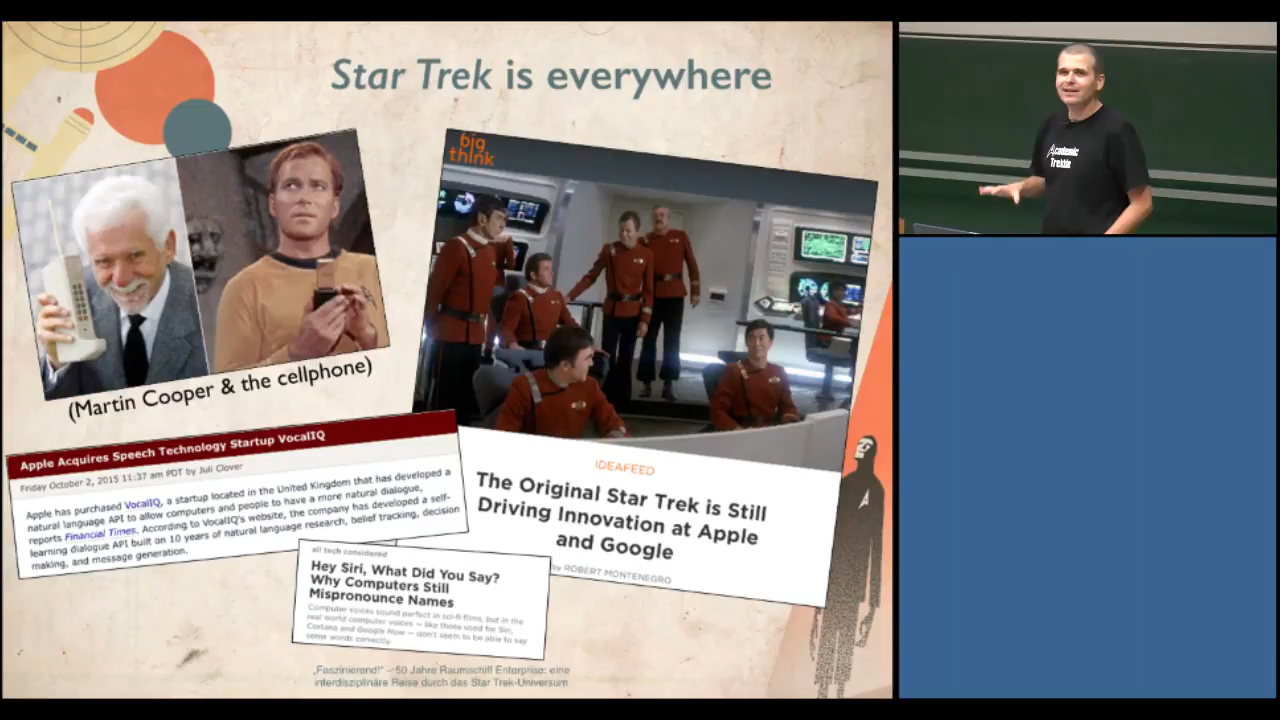 Star Trek is everywhere
big
think
(Martin Cooper & the cellphone)
Apple Acquires Speech Technology Startup VocalIQ
Friday October 2, 2015 11:37 am PDT by Juli Clover
Apple has purchased VocalIQ, a startup located in the United Kingdom that has developed a
natural language API to allow computers and people to have a more natural dialogue,
reports Financial Times. According to VocalIQ's website, the company has developed a self-
learning dialogue API built on 10 years of natural language research, belief tracking, decision
making, and message generation.
IDEAFEED
The Original Star Trek is Still
Driving Innovation at Apple
and Google
by ROBERT MONTENEGRO
all tech considered
Hey Siri, What Did You Say?
Why Computers Still
Mispronounce Names
Computer voices sound perfect in sci-fi films, but in the
real world computer voices — like those used for Siri,
Cortana and Google Now — don't seem to be able to say
some words correctly.
„Faszinierend!" – 50 Jahre Raumschiff Enterprise: eine
interdisziplinäre Reise durch das Star Trek-Universum
Academic
Trekkie